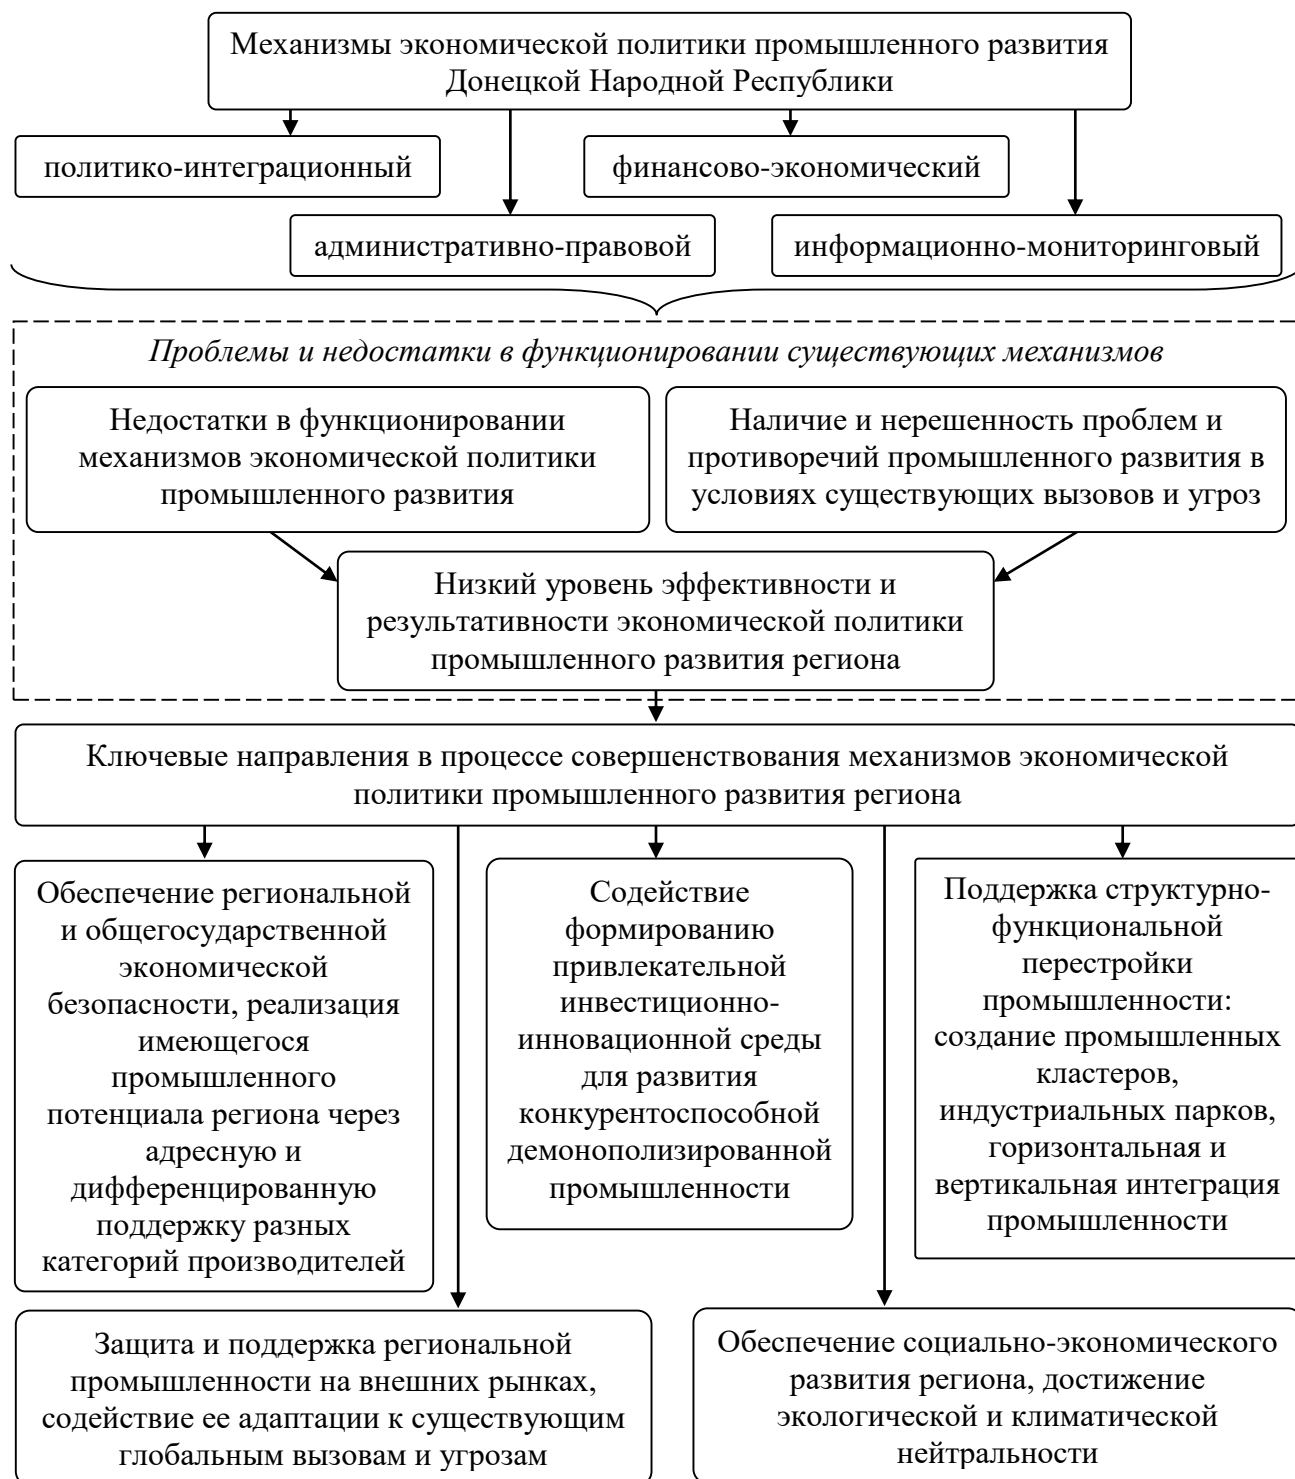 Механизмы экономической политики промышленного развития
Донецкой Народной Республики
политико-интеграционный
финансово-экономический
административно-правовой
информационно-мониторинговый
Проблемы и недостатки в функционировании существующих механизмов
Недостатки в функционировании
механизмов экономической политики
промышленного развития
Наличие и нерешенность проблем и
противоречий промышленного развития в
условиях существующих вызовов и угроз
Низкий уровень эффективности и
результативности экономической политики
промышленного развития региона
Ключевые направления в процессе совершенствования механизмов экономической
политики промышленного развития региона
Обеспечение региональной
и общегосударственной
экономической
безопасности, реализация
имеющегося
промышленного
потенциала региона через
адресную и
дифференцированную
поддержку разных
категорий производителей
Содействие
формированию
привлекательной
инвестиционно-
инновационной среды
для развития
конкурентоспособной
демонополизированной
промышленности
Поддержка структурно-
функциональной
перестройки
промышленности:
создание промышленных
кластеров,
индустриальных парков,
горизонтальная и
вертикальная интеграция
промышленности
Защита и поддержка региональной
промышленности на внешних рынках,
содействие ее адаптации к существующим
глобальным вызовам и угрозам
Обеспечение социально-экономического
развития региона, достижение
экологической и климатической
нейтральности